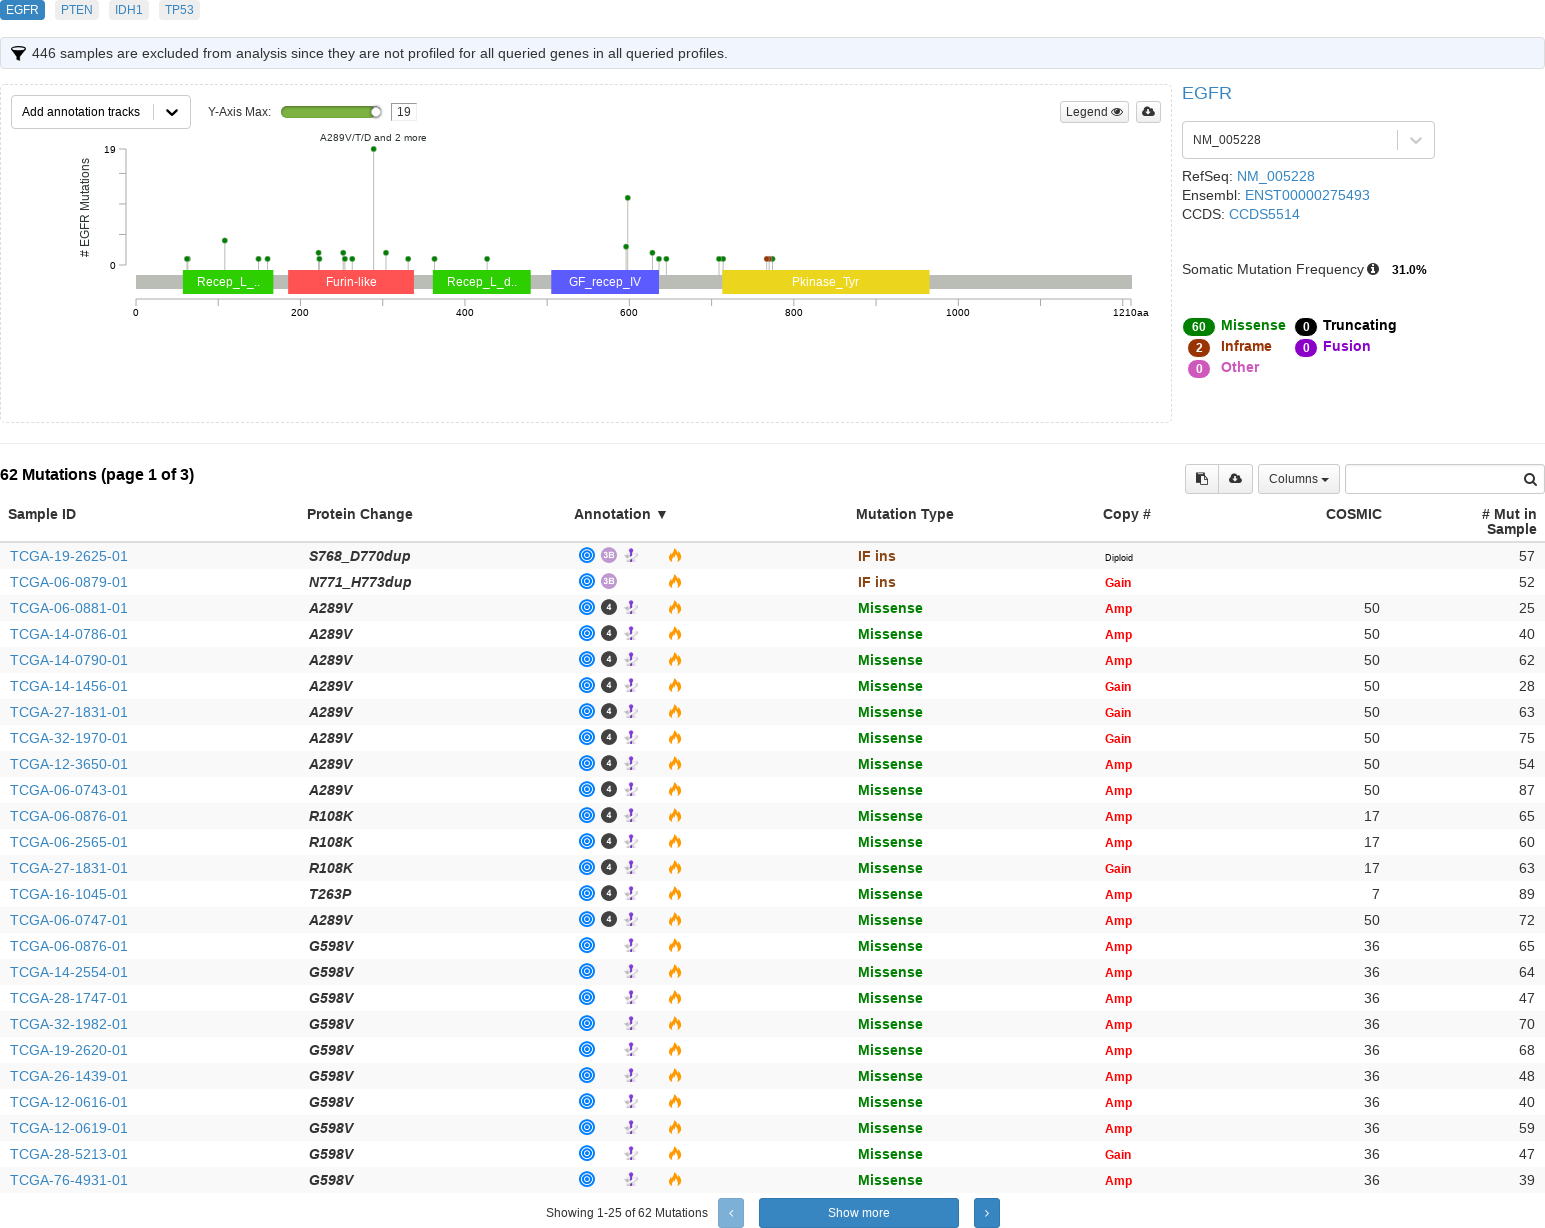 EGFR PTEN IDH1 TP53
446 samples are excluded from analysis since they are not profiled for all queried genes in all queried profiles.
Add annotation tracks Y-Axis Max: 19 Legend
A289V/T/D and 2 more
19
# EGFR Mutations
0
Recep_L_.. Furin-like Recep_L_d.. GF_recep_IV Pkinase_Tyr
0 200 400 600 800 1000 1210aa
EGFR
NM_005228
RefSeq: NM_005228
Ensembl: ENST00000275493
CCDS: CCDS5514
Somatic Mutation Frequency 31.0%
60 Missense 0 Truncating
2 Inframe 0 Fusion
0 Other
62 Mutations (page 1 of 3) Columns
Sample ID Protein Change Annotation ▼ Mutation Type Copy # COSMIC # Mut in
Sample
TCGA-19-2625-01 S768_D770dup 3B IF ins Diploid 57
TCGA-06-0879-01 N771_H773dup 3B IF ins Gain 52
TCGA-06-0881-01 A289V 4 Missense Amp 50 25
TCGA-14-0786-01 A289V 4 Missense Amp 50 40
TCGA-14-0790-01 A289V 4 Missense Amp 50 62
TCGA-14-1456-01 A289V 4 Missense Gain 50 28
TCGA-27-1831-01 A289V 4 Missense Gain 50 63
TCGA-32-1970-01 A289V 4 Missense Gain 50 75
TCGA-12-3650-01 A289V 4 Missense Amp 50 54
TCGA-06-0743-01 A289V 4 Missense Amp 50 87
TCGA-06-0876-01 R108K 4 Missense Amp 17 65
TCGA-06-2565-01 R108K 4 Missense Amp 17 60
TCGA-27-1831-01 R108K 4 Missense Gain 17 63
TCGA-16-1045-01 T263P 4 Missense Amp 7 89
TCGA-06-0747-01 A289V 4 Missense Amp 50 72
TCGA-06-0876-01 G598V Missense Amp 36 65
TCGA-14-2554-01 G598V Missense Amp 36 64
TCGA-28-1747-01 G598V Missense Amp 36 47
TCGA-32-1982-01 G598V Missense Amp 36 70
TCGA-19-2620-01 G598V Missense Amp 36 68
TCGA-26-1439-01 G598V Missense Amp 36 48
TCGA-12-0616-01 G598V Missense Amp 36 40
TCGA-12-0619-01 G598V Missense Amp 36 59
TCGA-28-5213-01 G598V Missense Gain 36 47
TCGA-76-4931-01 G598V Missense Amp 36 39
Showing 1-25 of 62 Mutations ‹ Show more ›